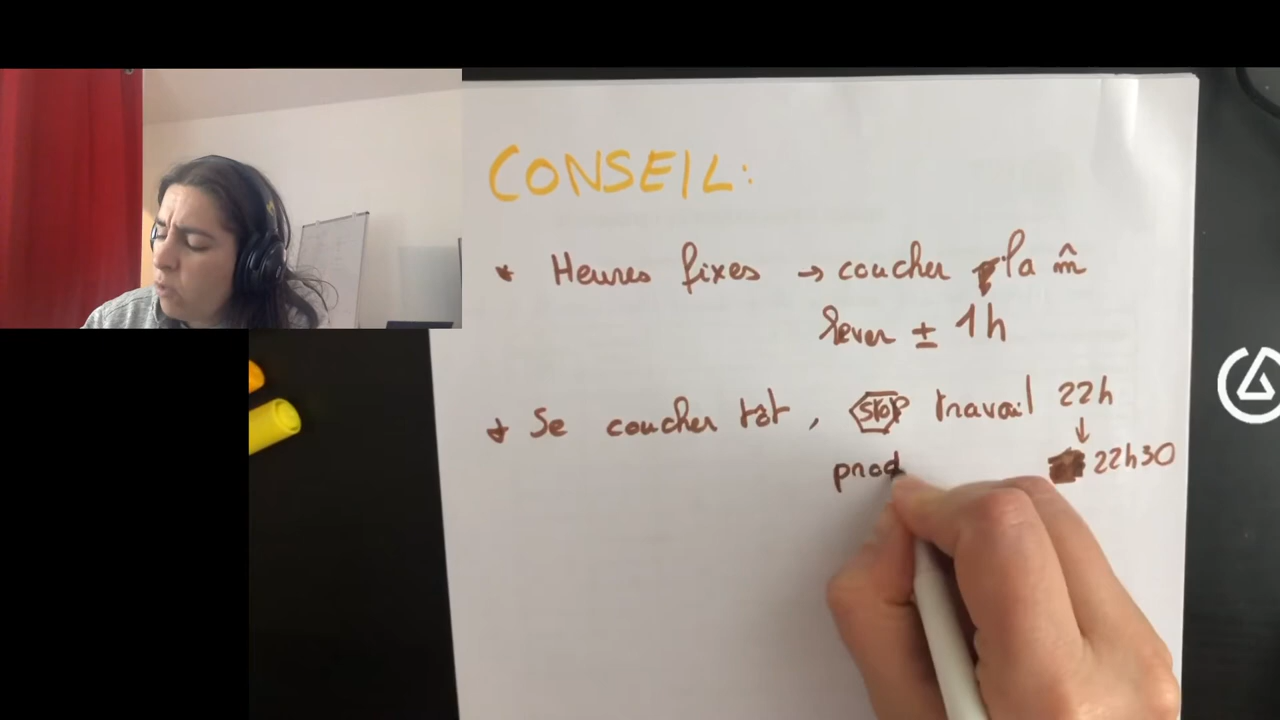 CONSEIL:
* Heures fixes → coucher la m̂
lever ± 1h
* Se coucher tôt, STOP travail 22h
↓
prod 22h30